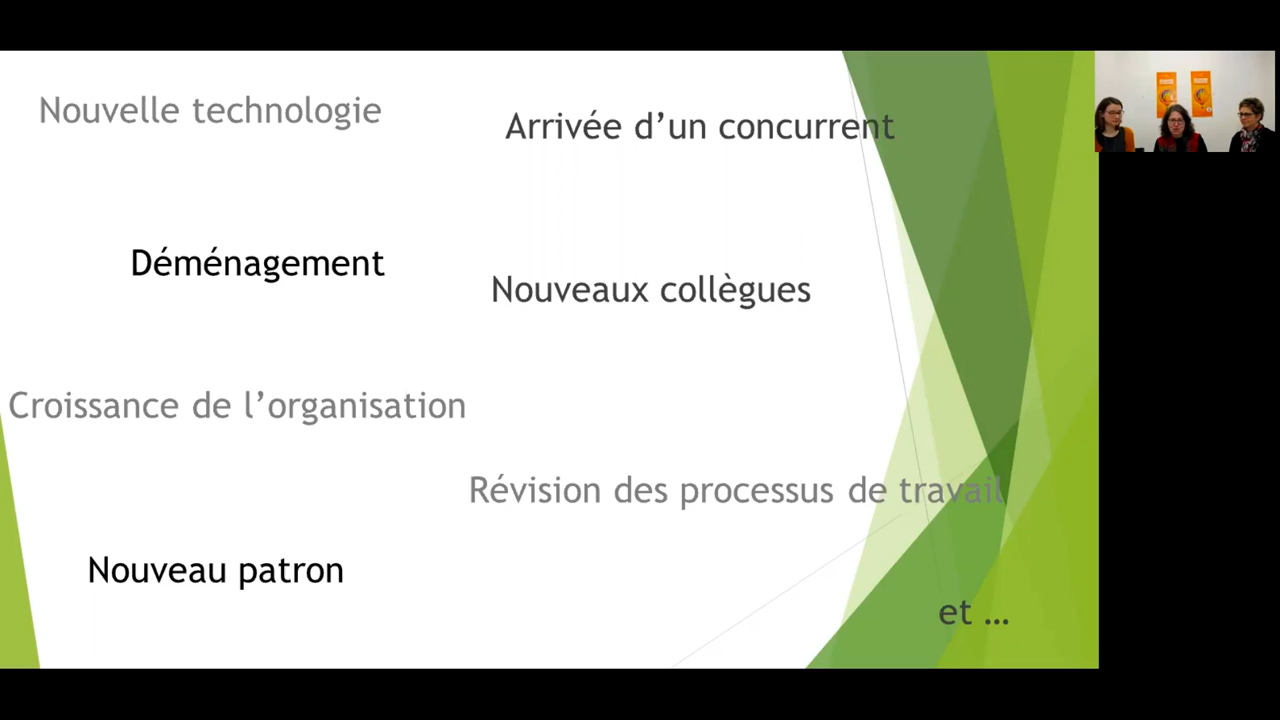 Nouvelle technologie
Arrivée d’un concurrent
Déménagement
Nouveaux collègues
Croissance de l’organisation
Révision des processus de travail
Nouveau patron
et …